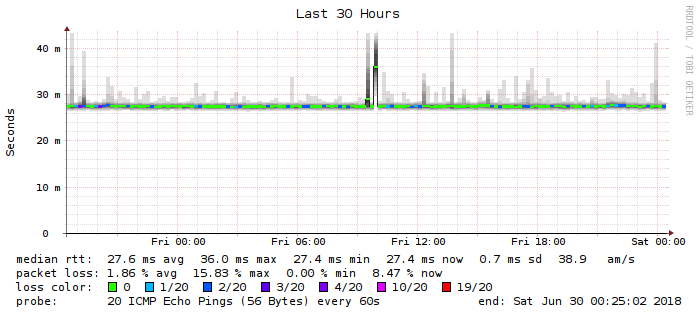 Last 30 Hours
RRDTOOL / TOBI OETIKER
Seconds
40 m
30 m
20 m
10 m
0
Fri 00:00 Fri 06:00 Fri 12:00 Fri 18:00 Sat 00:00
median rtt: 27.6 ms avg 36.0 ms max 27.4 ms min 27.4 ms now 0.7 ms sd 38.9 am/s
packet loss: 1.86 % avg 15.83 % max 0.00 % min 8.47 % now
loss color: 0 1/20 2/20 3/20 4/20 10/20 19/20
probe: 20 ICMP Echo Pings (56 Bytes) every 60s end: Sat Jun 30 00:25:02 2018